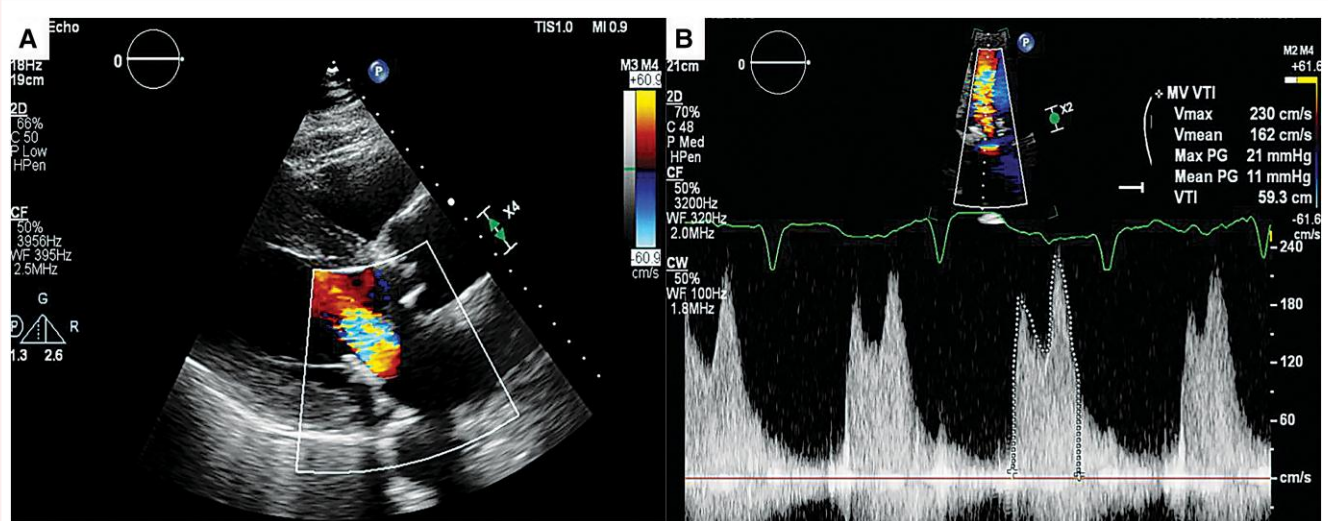 A
Echo
TIS1.0 MI 0.9
18Hz
19cm
0
P
M3 M4
+60.9
2D
66%
C 50
P Low
HPen
CF
50%
3956Hz
WF 395Hz
2.5MHz
X4
-60.9
cm/s
G
P R
1.3 2.6
B
21cm
0
P
M2 M4
+61.6
2D
70%
C 48
P Med
HPen
CF
50%
3200Hz
WF 320Hz
2.0MHz
X2
MV VTI
Vmax 230 cm/s
Vmean 162 cm/s
Max PG 21 mmHg
Mean PG 11 mmHg
VTI 59.3 cm
-61.6
cm/s
CW
50%
WF 100Hz
1.8MHz
240
180
120
60
cm/s